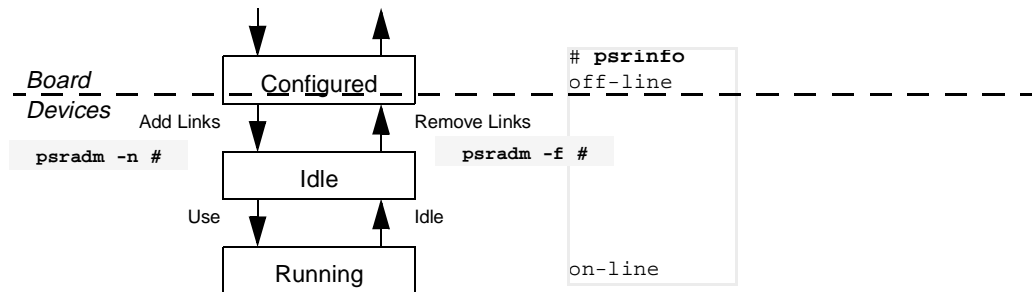 # psrinfo
Configured
off-line
Board
Devices
Add Links
Remove Links
psradm -n #
psradm -f #
Idle
Use
Idle
Running
on-line